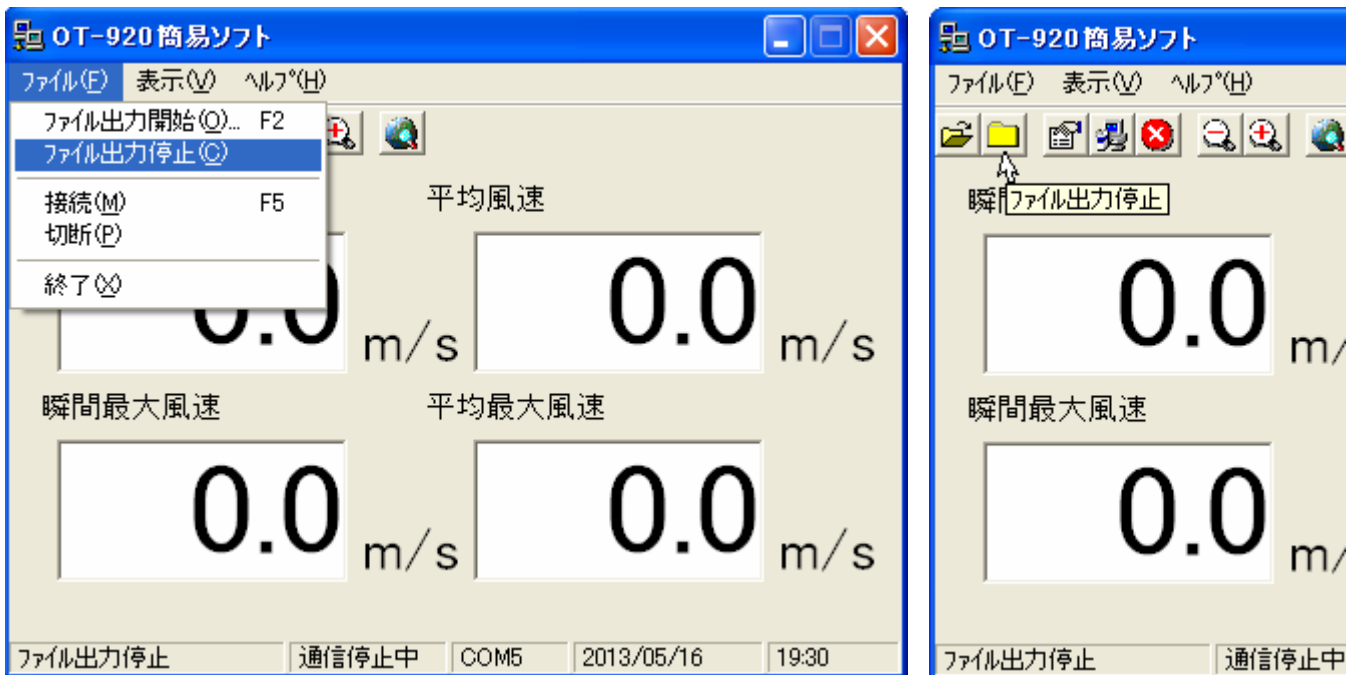 OT-920簡易ソフト
ファイル(F) 表示(V) ヘルプ(H)
ファイル出力開始(O)... F2
ファイル出力停止(C)
接続(M) F5
切断(P)
終了(X)
平均風速
0.0 m/s
0.0 m/s
瞬間最大風速
平均最大風速
0.0 m/s
0.0 m/s
ファイル出力停止 通信停止中 COM5 2013/05/16 19:30
OT-920簡易ソフト
ファイル(F) 表示(V) ヘルプ(H)
ファイル出力停止
瞬
0.0 m/
瞬間最大風速
0.0 m/
ファイル出力停止 通信停止中